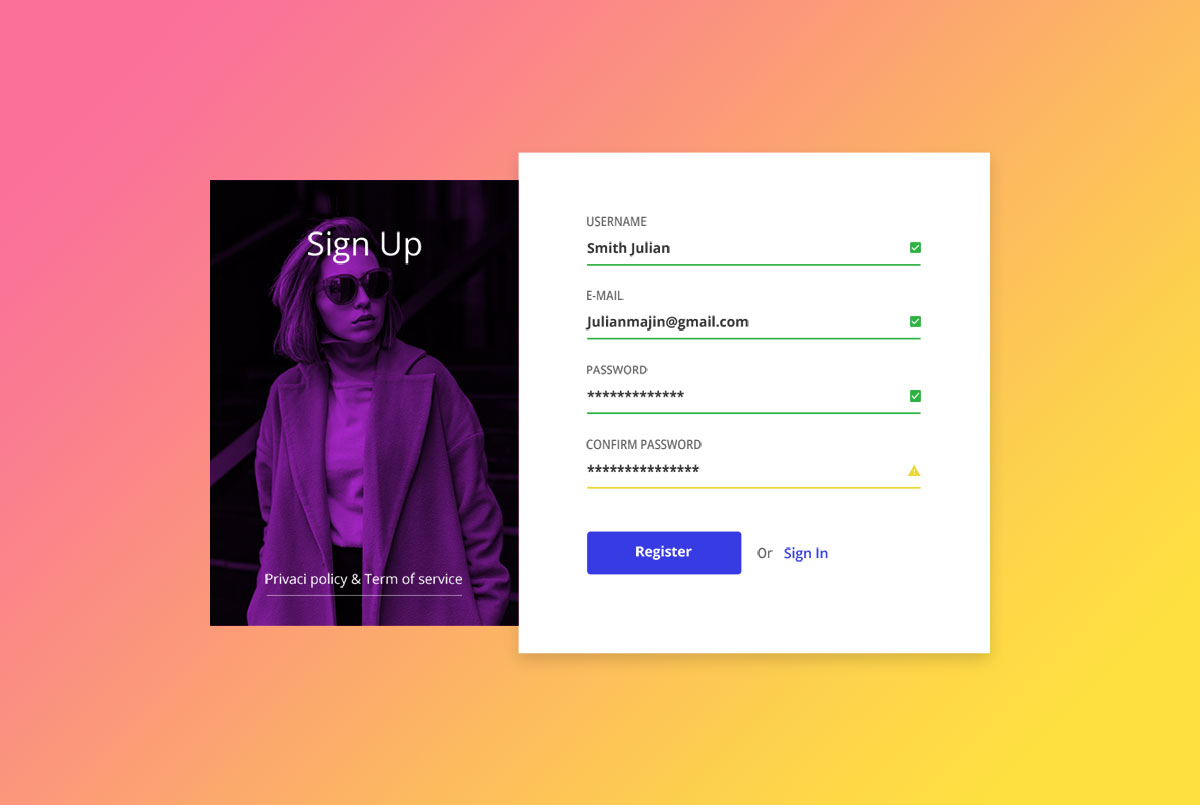 Sign Up
Privaci policy & Term of service
USERNAME
Smith Julian
E-MAIL
Julianmajin@gmail.com
PASSWORD
*************
CONFIRM PASSWORD
***************
Register
Or Sign In